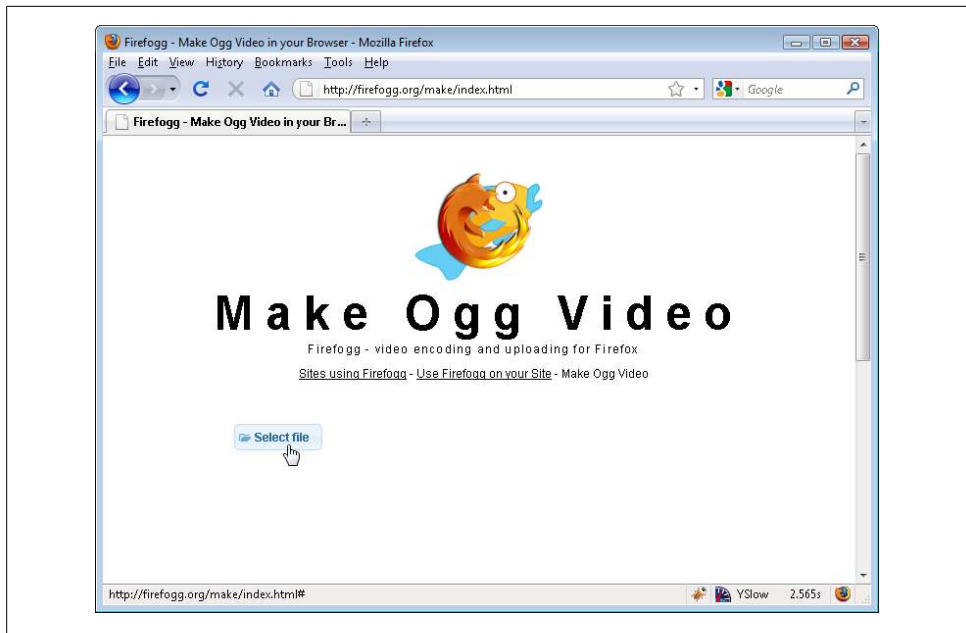 Firefogg - Make Ogg Video in your Browser - Mozilla Firefox
File Edit View History Bookmarks Tools Help
http://firefogg.org/make/index.html Google
Firefogg - Make Ogg Video in your Br...
Make Ogg Video
Firefogg - video encoding and uploading for Firefox
Sites using Firefogg - Use Firefogg on your Site - Make Ogg Video
Select file
http://firefogg.org/make/index.html# YSlow 2.565s